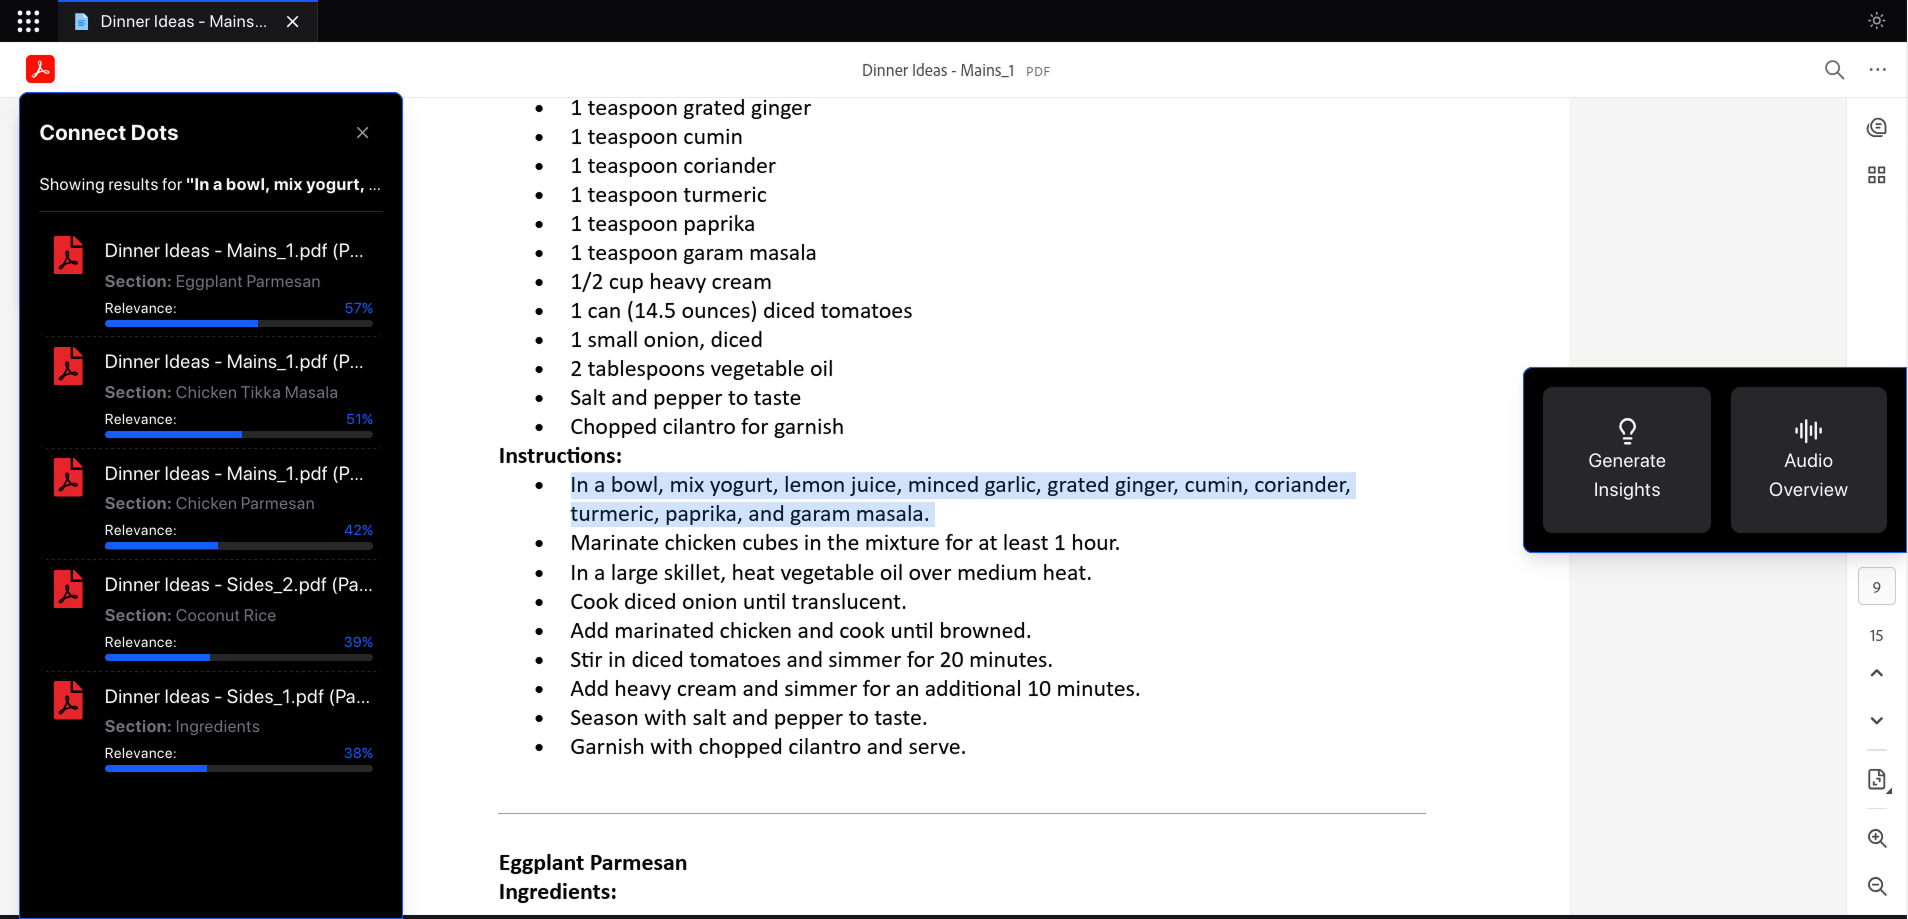 Dinner Ideas - Mains...
Dinner Ideas - Mains_1 PDF
Connect Dots
Showing results for "In a bowl, mix yogurt, ...
Dinner Ideas - Mains_1.pdf (P...
Section: Eggplant Parmesan
Relevance: 57%
Dinner Ideas - Mains_1.pdf (P...
Section: Chicken Tikka Masala
Relevance: 51%
Dinner Ideas - Mains_1.pdf (P...
Section: Chicken Parmesan
Relevance: 42%
Dinner Ideas - Sides_2.pdf (Pa...
Section: Coconut Rice
Relevance: 39%
Dinner Ideas - Sides_1.pdf (Pa...
Section: Ingredients
Relevance: 38%
• 1 teaspoon grated ginger
• 1 teaspoon cumin
• 1 teaspoon coriander
• 1 teaspoon turmeric
• 1 teaspoon paprika
• 1 teaspoon garam masala
• 1/2 cup heavy cream
• 1 can (14.5 ounces) diced tomatoes
• 1 small onion, diced
• 2 tablespoons vegetable oil
• Salt and pepper to taste
• Chopped cilantro for garnish
Instructions:
• In a bowl, mix yogurt, lemon juice, minced garlic, grated ginger, cumin, coriander,
turmeric, paprika, and garam masala.
• Marinate chicken cubes in the mixture for at least 1 hour.
• In a large skillet, heat vegetable oil over medium heat.
• Cook diced onion until translucent.
• Add marinated chicken and cook until browned.
• Stir in diced tomatoes and simmer for 20 minutes.
• Add heavy cream and simmer for an additional 10 minutes.
• Season with salt and pepper to taste.
• Garnish with chopped cilantro and serve.
Eggplant Parmesan
Ingredients:
Generate
Insights
Audio
Overview
9
15